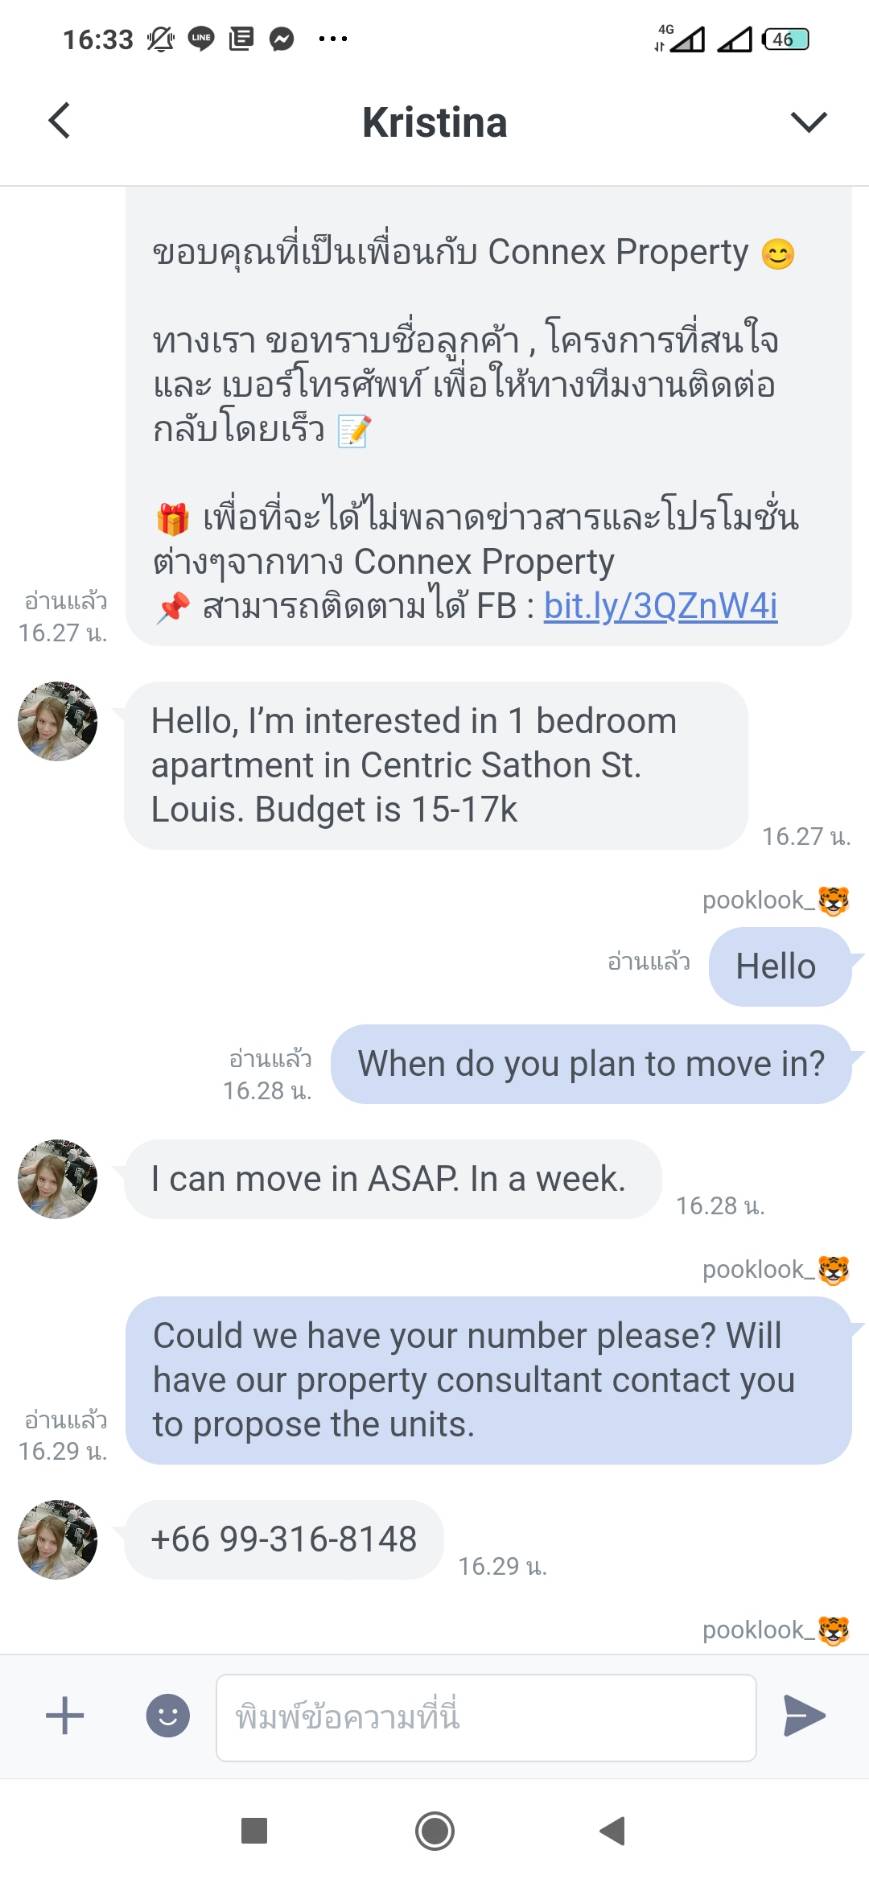 16:33
LINE
4G
46
Kristina
ขอบคุณที่เป็นเพื่อนกับ Connex Property 😊
ทางเรา ขอทราบชื่อลูกค้า , โครงการที่สนใจ
และ เบอร์โทรศัพท์ เพื่อให้ทางทีมงานติดต่อ
กลับโดยเร็ว 📝
🎁 เพื่อที่จะได้ไม่พลาดข่าวสารและโปรโมชั่น
ต่างๆจากทาง Connex Property
📌 สามารถติดตามได้ FB : bit.ly/3QZnW4i
อ่านแล้ว
16.27 น.
Hello, I’m interested in 1 bedroom
apartment in Centric Sathon St.
Louis. Budget is 15-17k
16.27 น.
pooklook_🐯
อ่านแล้ว
Hello
อ่านแล้ว
16.28 น.
When do you plan to move in?
I can move in ASAP. In a week.
16.28 น.
pooklook_🐯
Could we have your number please? Will
have our property consultant contact you
to propose the units.
อ่านแล้ว
16.29 น.
+66 99-316-8148
16.29 น.
pooklook_🐯
พิมพ์ข้อความที่นี่